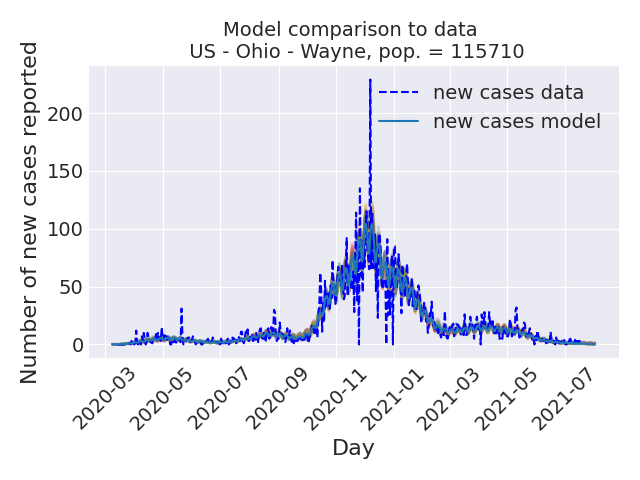 Model comparison to data
US - Ohio - Wayne, pop. = 115710
Number of new cases reported
200
150
100
50
0
new cases data
new cases model
2020-03
2020-05
2020-07
2020-09
2020-11
2021-01
2021-03
2021-05
2021-07
Day